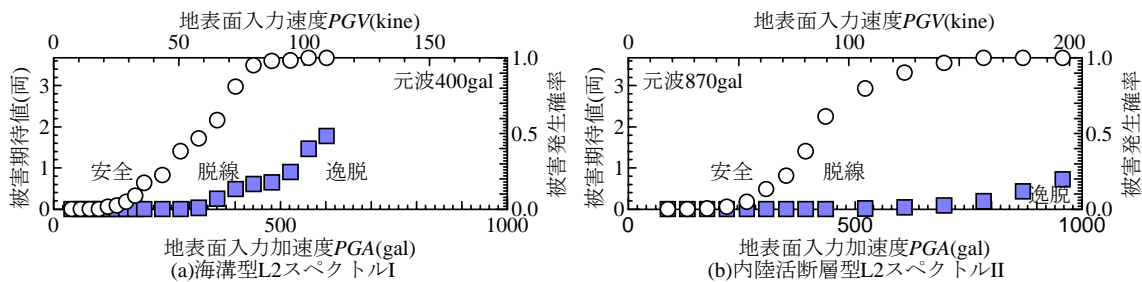 地表面入力速度PGV(kine)
0 50 100 150
被害期待値(両)
3
2
1
0
元波400gal
安全 脱線 逸脱
1.0
0.5
0.0
被害発生確率
0 500 1000
地表面入力加速度PGA(gal)
(a)海溝型L2スペクトルI
地表面入力速度PGV(kine)
0 100 200
被害期待値(両)
3
2
1
0
元波870gal
安全 脱線
逸脱
1.0
0.5
0.0
被害発生確率
0 500 1000
地表面入力加速度PGA(gal)
(b)内陸活断層型L2スペクトルII